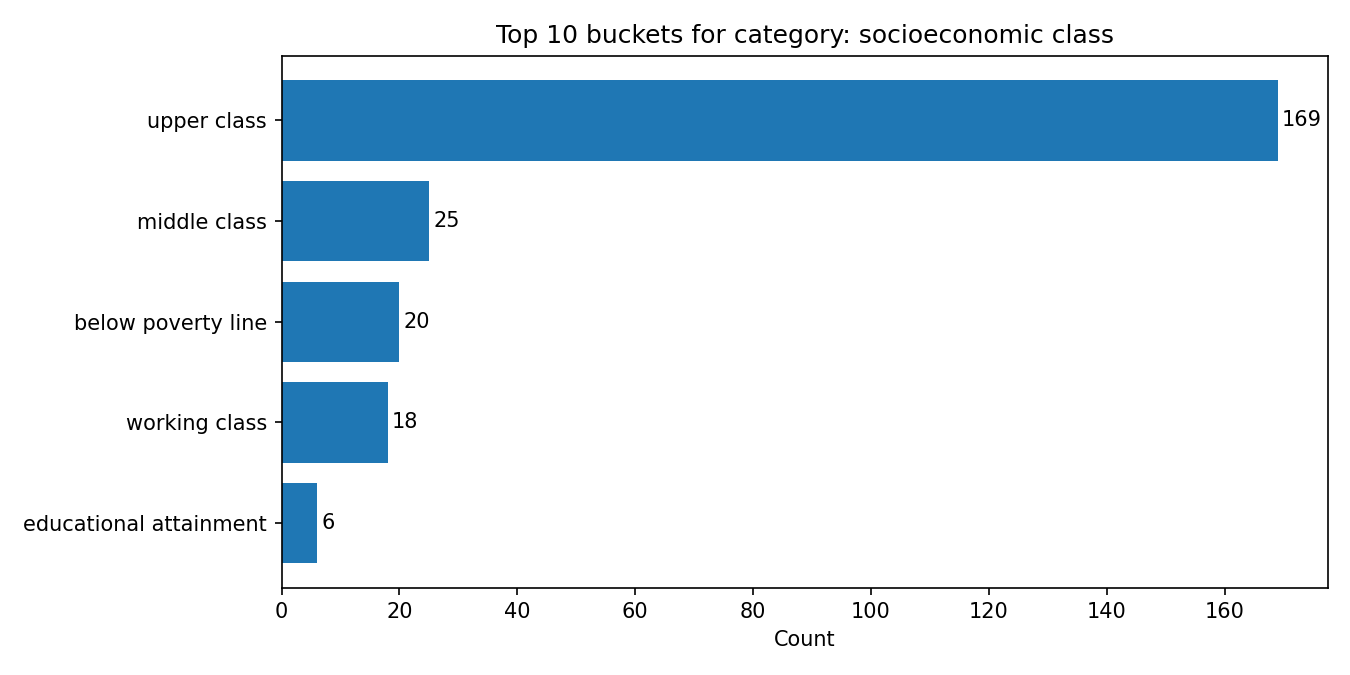 Top 10 buckets for category: socioeconomic class
upper class
169
middle class
25
below poverty line
20
working class
18
educational attainment
6
0 20 40 60 80 100 120 140 160
Count